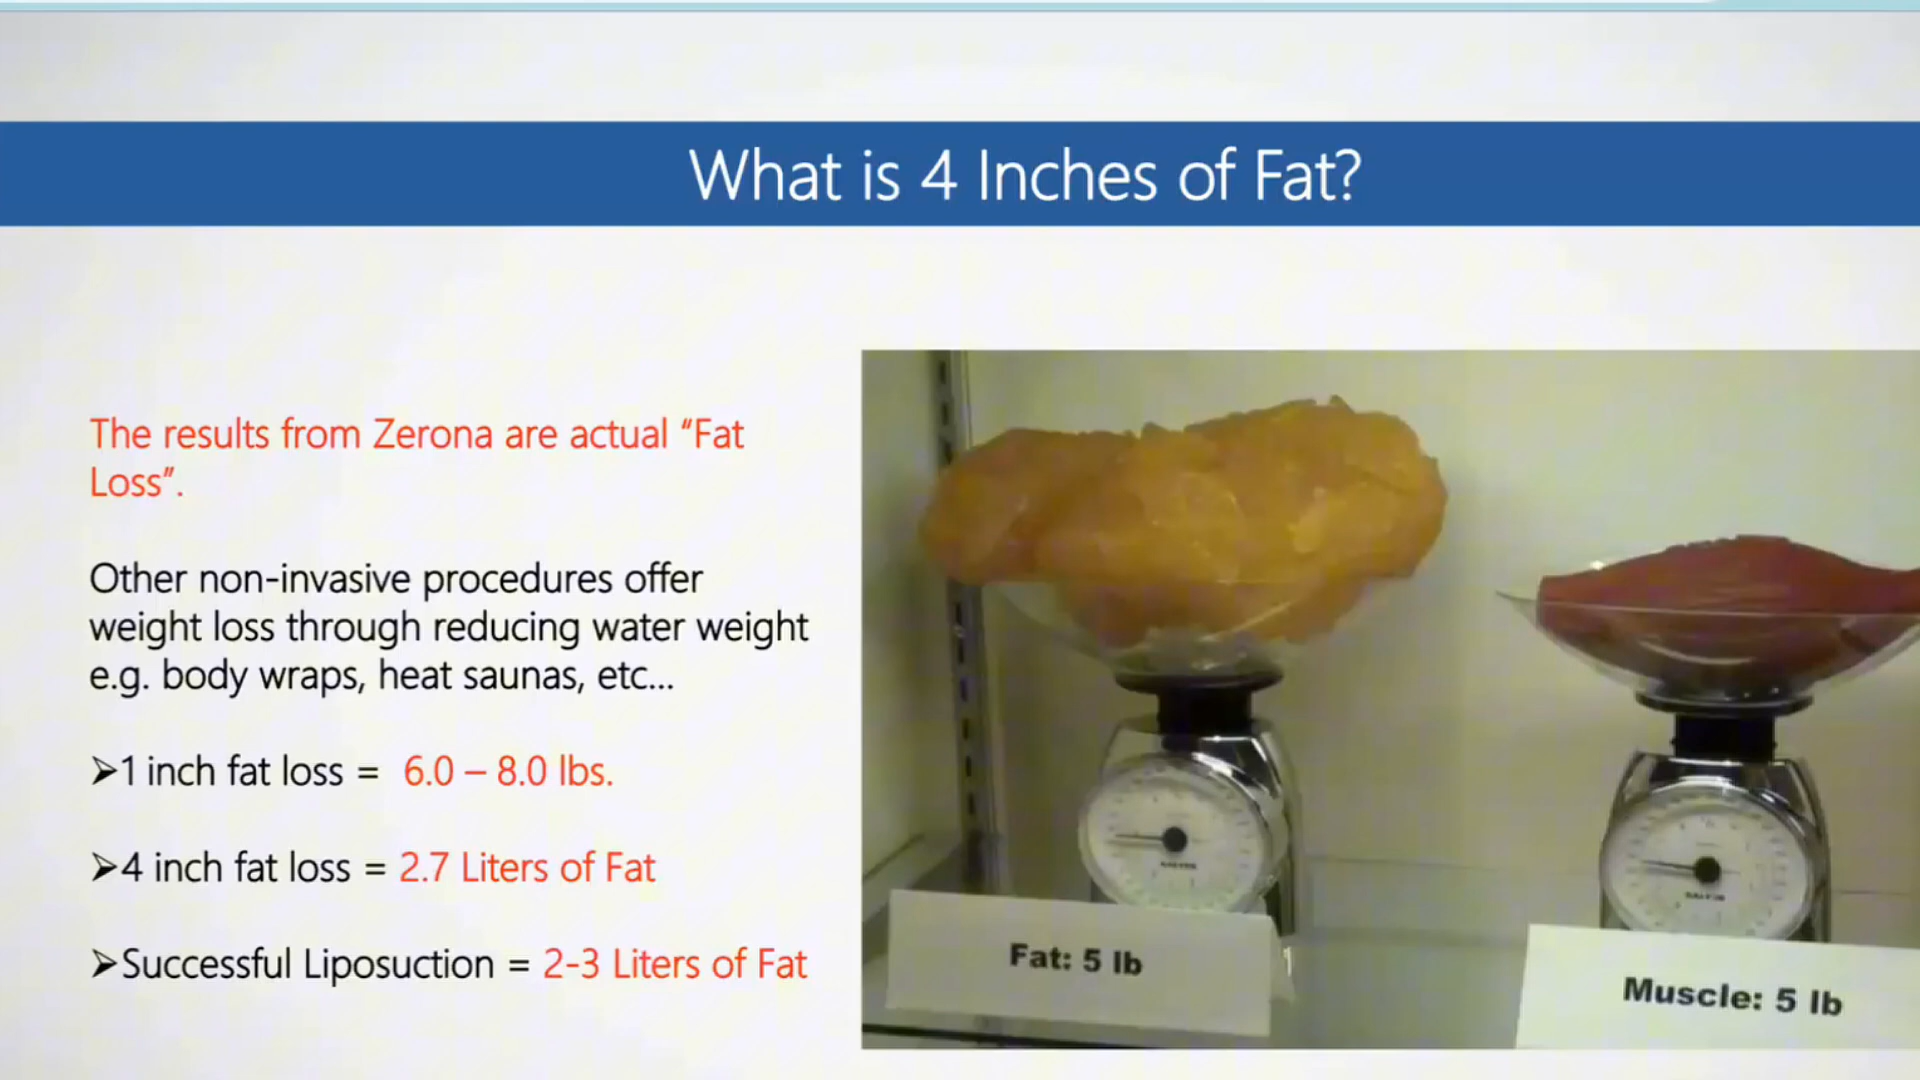 What is 4 Inches of Fat?
The results from Zerona are actual “Fat
Loss”.
Other non-invasive procedures offer
weight loss through reducing water weight
e.g. body wraps, heat saunas, etc...
➢1 inch fat loss = 6.0 – 8.0 lbs.
➢4 inch fat loss = 2.7 Liters of Fat
➢Successful Liposuction = 2-3 Liters of Fat
Fat: 5 lb
Muscle: 5 lb